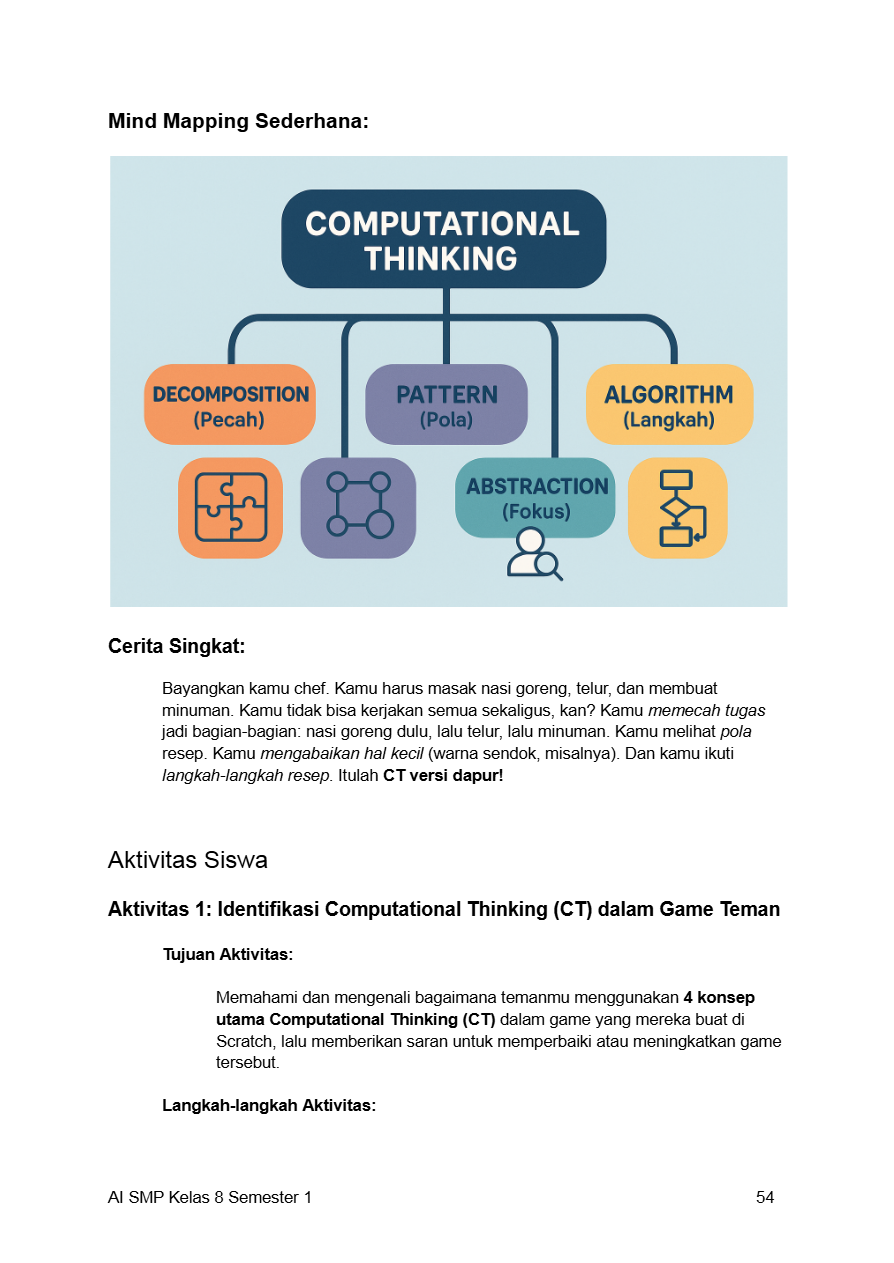 Mind Mapping Sederhana:
COMPUTATIONAL
THINKING
DECOMPOSITION
(Pecah)
PATTERN
(Pola)
ALGORITHM
(Langkah)
ABSTRACTION
(Fokus)
Cerita Singkat:
Bayangkan kamu chef. Kamu harus masak nasi goreng, telur, dan membuat
minuman. Kamu tidak bisa kerjakan semua sekaligus, kan? Kamu memecah tugas
jadi bagian-bagian: nasi goreng dulu, lalu telur, lalu minuman. Kamu melihat pola
resep. Kamu mengabaikan hal kecil (warna sendok, misalnya). Dan kamu ikuti
langkah-langkah resep. Itulah CT versi dapur!
Aktivitas Siswa
Aktivitas 1: Identifikasi Computational Thinking (CT) dalam Game Teman
Tujuan Aktivitas:
Memahami dan mengenali bagaimana temanmu menggunakan 4 konsep
utama Computational Thinking (CT) dalam game yang mereka buat di
Scratch, lalu memberikan saran untuk memperbaiki atau meningkatkan game
tersebut.
Langkah-langkah Aktivitas:
AI SMP Kelas 8 Semester 1
54